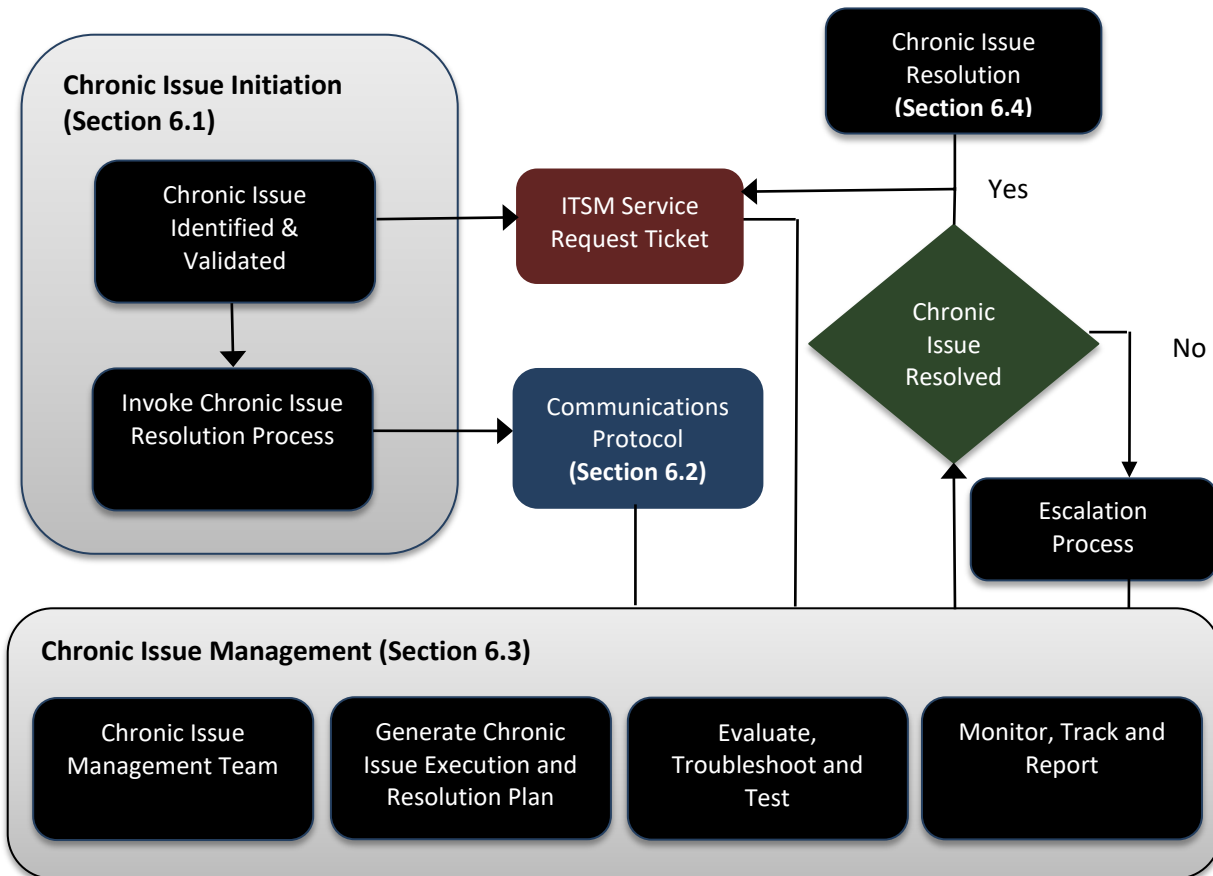 Chronic Issue Initiation
(Section 6.1)
Chronic Issue
Identified &
Validated
Invoke Chronic Issue
Resolution Process
ITSM Service
Request Ticket
Communications
Protocol
(Section 6.2)
Chronic Issue
Resolution
(Section 6.4)
Yes
Chronic
Issue
Resolved
No
Escalation
Process
Chronic Issue Management (Section 6.3)
Chronic Issue
Management Team
Generate Chronic
Issue Execution and
Resolution Plan
Evaluate,
Troubleshoot and
Test
Monitor, Track and
Report